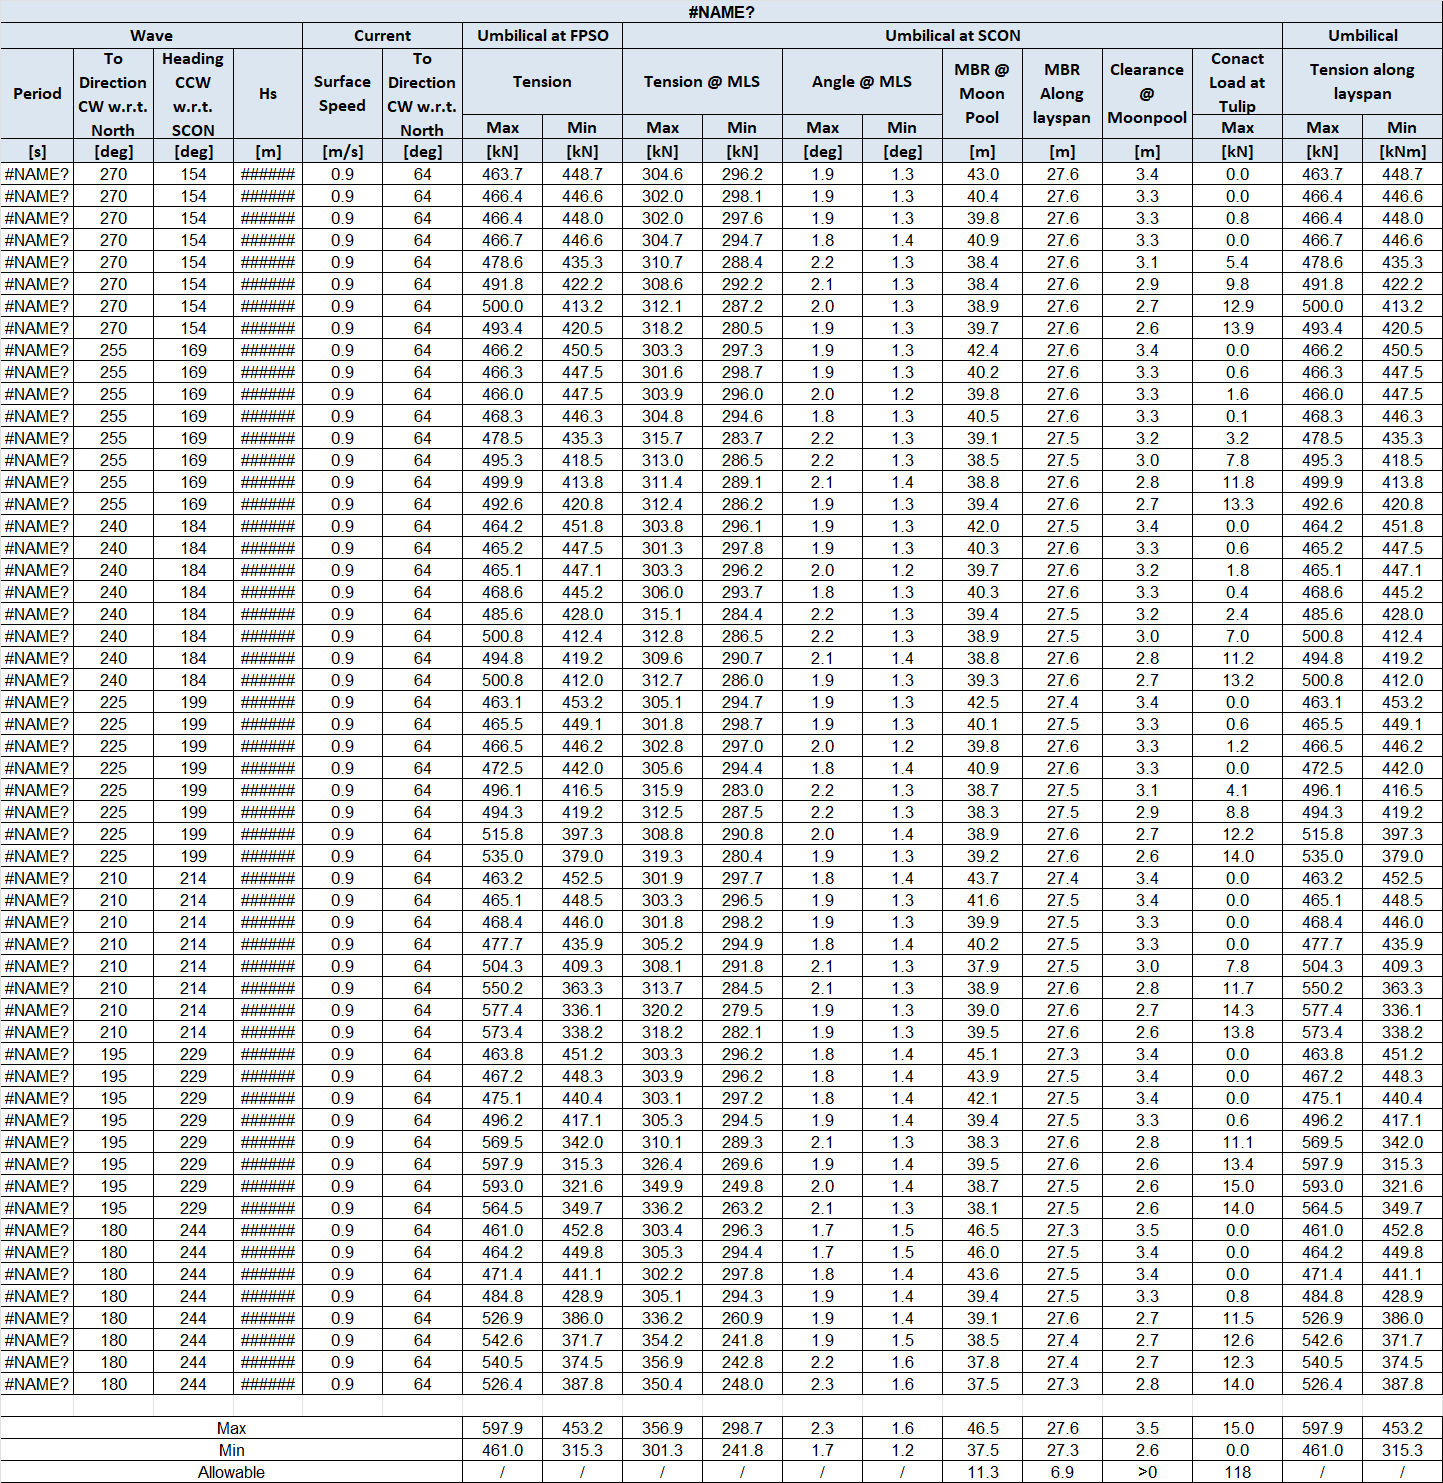 #NAME?
Wave Current Umbilical at FPSO Umbilical at SCON Umbilical
Period To Direction CW w.r.t. North Heading CCW w.r.t. SCON Hs Surface Speed To Direction CW w.r.t. North Tension Tension @ MLS Angle @ MLS MBR @ Moon Pool MBR Along layspan Clearance @ Moonpool Conact Load at Tulip Tension along layspan
Max Min Max Min Max Min Max Max Min
[s] [deg] [deg] [m] [m/s] [deg] [kN] [kN] [kN] [kN] [deg] [deg] [m] [m] [m] [kN] [kN] [kNm]
#NAME? 270 154 ###### 0.9 64 463.7 448.7 304.6 296.2 1.9 1.3 43.0 27.6 3.4 0.0 463.7 448.7
#NAME? 270 154 ###### 0.9 64 466.4 446.6 302.0 298.1 1.9 1.3 40.4 27.6 3.3 0.0 466.4 446.6
#NAME? 270 154 ###### 0.9 64 466.4 448.0 302.0 297.6 1.9 1.3 39.8 27.6 3.3 0.8 466.4 448.0
#NAME? 270 154 ###### 0.9 64 466.7 446.6 304.7 294.7 1.8 1.4 40.9 27.6 3.3 0.0 466.7 446.6
#NAME? 270 154 ###### 0.9 64 478.6 435.3 310.7 288.4 2.2 1.3 38.4 27.6 3.1 5.4 478.6 435.3
#NAME? 270 154 ###### 0.9 64 491.8 422.2 308.6 292.2 2.1 1.3 38.4 27.6 2.9 9.8 491.8 422.2
#NAME? 270 154 ###### 0.9 64 500.0 413.2 312.1 287.2 2.0 1.3 38.9 27.6 2.7 12.9 500.0 413.2
#NAME? 270 154 ###### 0.9 64 493.4 420.5 318.2 280.5 1.9 1.3 39.7 27.6 2.6 13.9 493.4 420.5
#NAME? 255 169 ###### 0.9 64 466.2 450.5 303.3 297.3 1.9 1.3 42.4 27.6 3.4 0.0 466.2 450.5
#NAME? 255 169 ###### 0.9 64 466.3 447.5 301.6 298.7 1.9 1.3 40.2 27.6 3.3 0.6 466.3 447.5
#NAME? 255 169 ###### 0.9 64 466.0 447.5 303.9 296.0 2.0 1.2 39.8 27.6 3.3 1.6 466.0 447.5
#NAME? 255 169 ###### 0.9 64 468.3 446.3 304.8 294.6 1.8 1.3 40.5 27.6 3.3 0.1 468.3 446.3
#NAME? 255 169 ###### 0.9 64 478.5 435.3 315.7 283.7 2.2 1.3 39.1 27.5 3.2 3.2 478.5 435.3
#NAME? 255 169 ###### 0.9 64 495.3 418.5 313.0 286.5 2.2 1.3 38.5 27.5 3.0 7.8 495.3 418.5
#NAME? 255 169 ###### 0.9 64 499.9 413.8 311.4 289.1 2.1 1.4 38.8 27.6 2.8 11.8 499.9 413.8
#NAME? 255 169 ###### 0.9 64 492.6 420.8 312.4 286.2 1.9 1.3 39.4 27.6 2.7 13.3 492.6 420.8
#NAME? 240 184 ###### 0.9 64 464.2 451.8 303.8 296.1 1.9 1.3 42.0 27.5 3.4 0.0 464.2 451.8
#NAME? 240 184 ###### 0.9 64 465.2 447.5 301.3 297.8 1.9 1.3 40.3 27.6 3.3 0.6 465.2 447.5
#NAME? 240 184 ###### 0.9 64 465.1 447.1 303.3 296.2 2.0 1.2 39.7 27.6 3.2 1.8 465.1 447.1
#NAME? 240 184 ###### 0.9 64 468.6 445.2 306.0 293.7 1.8 1.3 40.3 27.6 3.3 0.4 468.6 445.2
#NAME? 240 184 ###### 0.9 64 485.6 428.0 315.1 284.4 2.2 1.3 39.4 27.5 3.2 2.4 485.6 428.0
#NAME? 240 184 ###### 0.9 64 500.8 412.4 312.8 286.5 2.2 1.3 38.9 27.5 3.0 7.0 500.8 412.4
#NAME? 240 184 ###### 0.9 64 494.8 419.2 309.6 290.7 2.1 1.4 38.8 27.6 2.8 11.2 494.8 419.2
#NAME? 240 184 ###### 0.9 64 500.8 412.0 312.7 286.0 1.9 1.3 39.3 27.6 2.7 13.2 500.8 412.0
#NAME? 225 199 ###### 0.9 64 463.1 453.2 305.1 294.7 1.9 1.3 42.5 27.4 3.4 0.0 463.1 453.2
#NAME? 225 199 ###### 0.9 64 465.5 449.1 301.8 298.7 1.9 1.3 40.1 27.5 3.3 0.6 465.5 449.1
#NAME? 225 199 ###### 0.9 64 466.5 446.2 302.8 297.0 2.0 1.2 39.8 27.6 3.3 1.2 466.5 446.2
#NAME? 225 199 ###### 0.9 64 472.5 442.0 305.6 294.4 1.8 1.4 40.9 27.6 3.3 0.0 472.5 442.0
#NAME? 225 199 ###### 0.9 64 496.1 416.5 315.9 283.0 2.2 1.3 38.7 27.5 3.1 4.1 496.1 416.5
#NAME? 225 199 ###### 0.9 64 494.3 419.2 312.5 287.5 2.2 1.3 38.3 27.5 2.9 8.8 494.3 419.2
#NAME? 225 199 ###### 0.9 64 515.8 397.3 308.8 290.8 2.0 1.4 38.9 27.6 2.7 12.2 515.8 397.3
#NAME? 225 199 ###### 0.9 64 535.0 379.0 319.3 280.4 1.9 1.3 39.2 27.6 2.6 14.0 535.0 379.0
#NAME? 210 214 ###### 0.9 64 463.2 452.5 301.9 297.7 1.8 1.4 43.7 27.4 3.4 0.0 463.2 452.5
#NAME? 210 214 ###### 0.9 64 465.1 448.5 303.3 296.5 1.9 1.3 41.6 27.5 3.4 0.0 465.1 448.5
#NAME? 210 214 ###### 0.9 64 468.4 446.0 301.8 298.2 1.9 1.3 39.9 27.5 3.3 0.0 468.4 446.0
#NAME? 210 214 ###### 0.9 64 477.7 435.9 305.2 294.9 1.8 1.4 40.2 27.5 3.3 0.0 477.7 435.9
#NAME? 210 214 ###### 0.9 64 504.3 409.3 308.1 291.8 2.1 1.3 37.9 27.5 3.0 7.8 504.3 409.3
#NAME? 210 214 ###### 0.9 64 550.2 363.3 313.7 284.5 2.1 1.3 38.9 27.6 2.8 11.7 550.2 363.3
#NAME? 210 214 ###### 0.9 64 577.4 336.1 320.2 279.5 1.9 1.3 39.0 27.6 2.7 14.3 577.4 336.1
#NAME? 210 214 ###### 0.9 64 573.4 338.2 318.2 282.1 1.9 1.3 39.5 27.6 2.6 13.8 573.4 338.2
#NAME? 195 229 ###### 0.9 64 463.8 451.2 303.3 296.2 1.8 1.4 45.1 27.3 3.4 0.0 463.8 451.2
#NAME? 195 229 ###### 0.9 64 467.2 448.3 303.9 296.2 1.8 1.4 43.9 27.5 3.4 0.0 467.2 448.3
#NAME? 195 229 ###### 0.9 64 475.1 440.4 303.1 297.2 1.8 1.4 42.1 27.5 3.4 0.0 475.1 440.4
#NAME? 195 229 ###### 0.9 64 496.2 417.1 305.3 294.5 1.9 1.4 39.4 27.5 3.3 0.6 496.2 417.1
#NAME? 195 229 ###### 0.9 64 569.5 342.0 310.1 289.3 2.1 1.3 38.3 27.6 2.8 11.1 569.5 342.0
#NAME? 195 229 ###### 0.9 64 597.9 315.3 326.4 269.6 1.9 1.4 39.5 27.6 2.6 13.4 597.9 315.3
#NAME? 195 229 ###### 0.9 64 593.0 321.6 349.9 249.8 2.0 1.4 38.7 27.5 2.6 15.0 593.0 321.6
#NAME? 195 229 ###### 0.9 64 564.5 349.7 336.2 263.2 2.1 1.3 38.1 27.5 2.6 14.0 564.5 349.7
#NAME? 180 244 ###### 0.9 64 461.0 452.8 303.4 296.3 1.7 1.5 46.5 27.3 3.5 0.0 461.0 452.8
#NAME? 180 244 ###### 0.9 64 464.2 449.8 305.3 294.4 1.7 1.5 46.0 27.5 3.4 0.0 464.2 449.8
#NAME? 180 244 ###### 0.9 64 471.4 441.1 302.2 297.8 1.8 1.4 43.6 27.5 3.4 0.0 471.4 441.1
#NAME? 180 244 ###### 0.9 64 484.8 428.9 305.1 294.3 1.9 1.4 39.4 27.5 3.3 0.8 484.8 428.9
#NAME? 180 244 ###### 0.9 64 526.9 386.0 336.2 260.9 1.9 1.4 39.1 27.6 2.7 11.5 526.9 386.0
#NAME? 180 244 ###### 0.9 64 542.6 371.7 354.2 241.8 1.9 1.5 38.5 27.4 2.7 12.6 542.6 371.7
#NAME? 180 244 ###### 0.9 64 540.5 374.5 356.9 242.8 2.2 1.6 37.8 27.4 2.7 12.3 540.5 374.5
#NAME? 180 244 ###### 0.9 64 526.4 387.8 350.4 248.0 2.3 1.6 37.5 27.3 2.8 14.0 526.4 387.8
Max 597.9 453.2 356.9 298.7 2.3 1.6 46.5 27.6 3.5 15.0 597.9 453.2
Min 461.0 315.3 301.3 241.8 1.7 1.2 37.5 27.3 2.6 0.0 461.0 315.3
Allowable / / / / / / 11.3 6.9 >0 118 / /